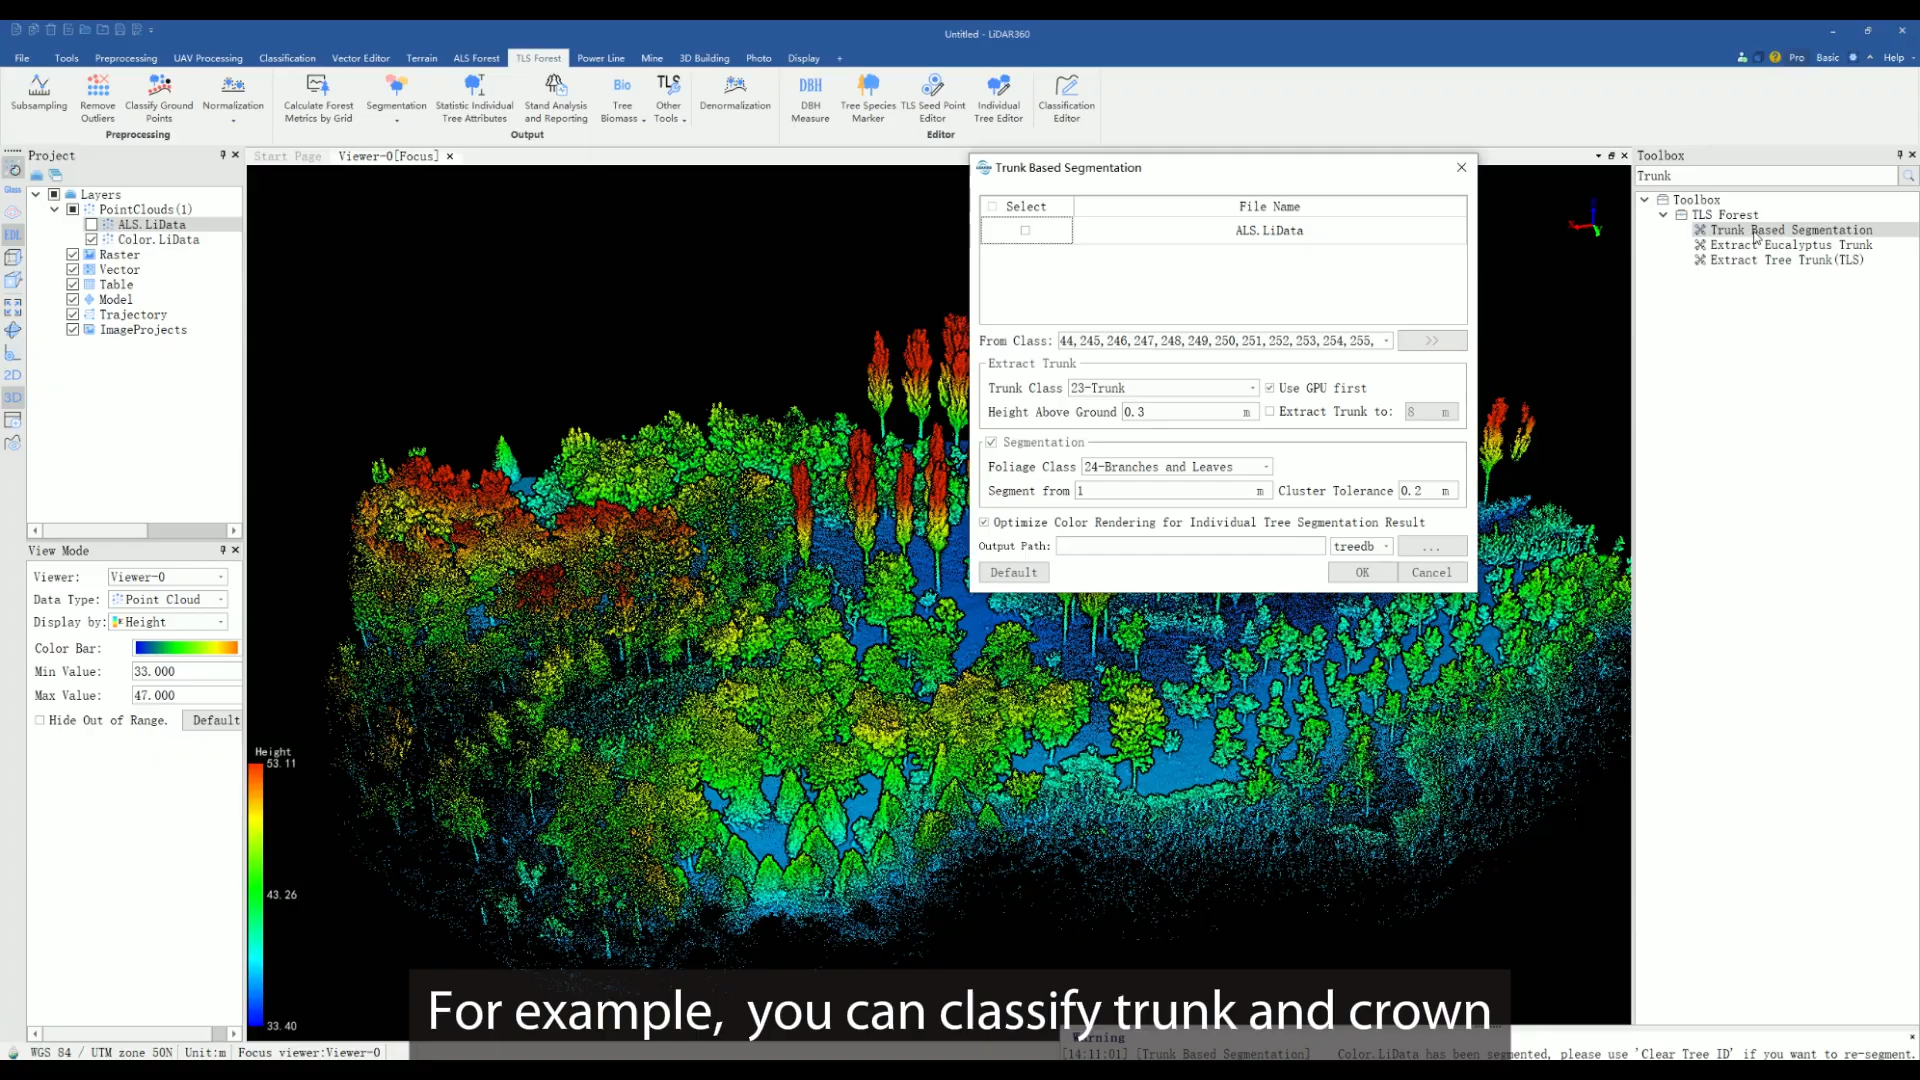 Untitled - LiDAR360
File Tools Preprocessing UAV Processing Classification Vector Editor Terrain ALS Forest TLS Forest Power Line Mine 3D Building Photo Display +
Pro Basic Help
Subsampling
Remove Outliers
Classify Ground Points
Normalization
Calculate Forest Metrics by Grid
Segmentation
Statistic Individual Tree Attributes
Stand Analysis and Reporting
Bio
Tree Biomass
TLS
Other Tools
Denormalization
DBH
DBH Measure
Tree Species Marker
TLS Seed Point Editor
Individual Tree Editor
Classification Editor
Preprocessing
Output
Editor
Project
Layers
PointClouds(1)
ALS.LiData
Color.LiData
Raster
Vector
Table
Model
Trajectory
ImageProjects
EDL
2D
3D
View Mode
Viewer: Viewer-0
Data Type: Point Cloud
Display by: Height
Color Bar:
Min Value: 33.000
Max Value: 47.000
Hide Out of Range. Default
Start Page Viewer-0[Focus]
Height
53.11
43.26
33.40
Trunk Based Segmentation
Select File Name
ALS.LiData
From Class: 44,245,246,247,248,249,250,251,252,253,254,255, >>
Extract Trunk
Trunk Class 23-Trunk Use GPU first
Height Above Ground 0.3 m Extract Trunk to: 8 m
Segmentation
Foliage Class 24-Branches and Leaves
Segment from 1 m Cluster Tolerance 0.2 m
Optimize Color Rendering for Individual Tree Segmentation Result
Output Path: treedb ...
Default OK Cancel
Toolbox
Trunk
Toolbox
TLS Forest
Trunk Based Segmentation
Extract Eucalyptus Trunk
Extract Tree Trunk(TLS)
For example, you can classify trunk and crown
Warning
[14:11:01] [Trunk Based Segmentation] Color.LiData has been segmented, please use 'Clear Tree ID' if you want to re-segment.
WGS 84 / UTM zone 50N Unit:m Focus viewer:Viewer-0